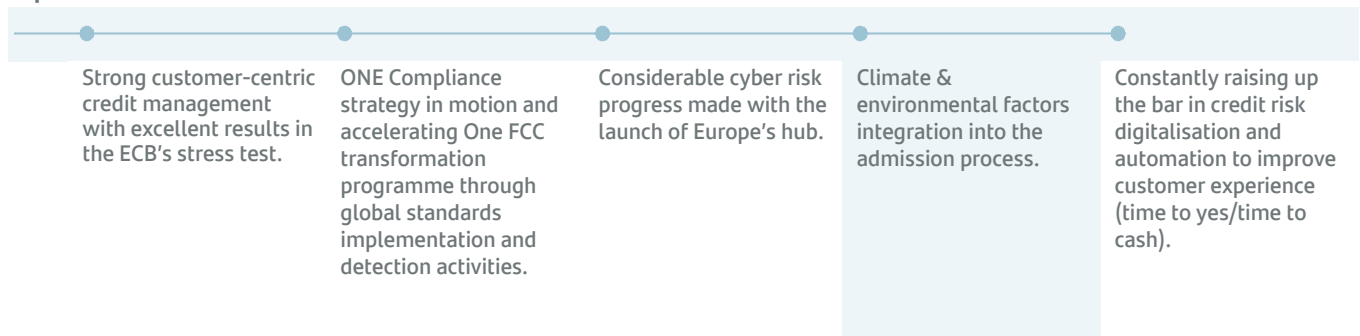 Strong customer-centric
credit management
with excellent results in
the ECB's stress test.
ONE Compliance
strategy in motion and
accelerating One FCC
transformation
programme through
global standards
implementation and
detection activities.
Considerable cyber risk
progress made with the
launch of Europe's hub.
Climate &
environmental factors
integration into the
admission process.
Constantly raising up
the bar in credit risk
digitalisation and
automation to improve
customer experience
(time to yes/time to
cash).